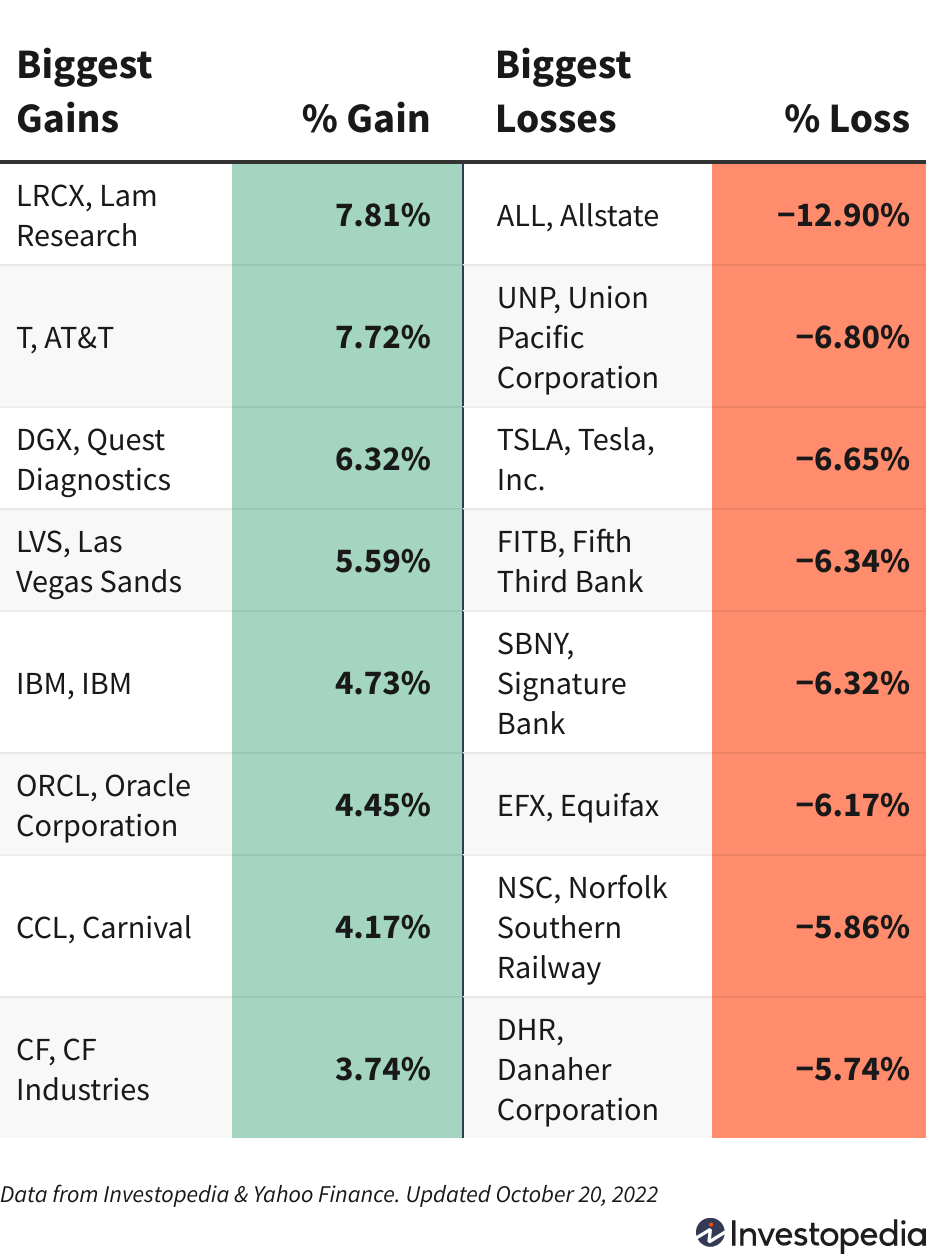 Biggest
Gains
% Gain
Biggest
Losses
% Loss
LRCX, Lam
Research
7.81%
ALL, Allstate
−12.90%
T, AT&T
7.72%
UNP, Union
Pacific
Corporation
−6.80%
DGX, Quest
Diagnostics
6.32%
TSLA, Tesla,
Inc.
−6.65%
LVS, Las
Vegas Sands
5.59%
FITB, Fifth
Third Bank
−6.34%
IBM, IBM
4.73%
SBNY,
Signature
Bank
−6.32%
ORCL, Oracle
Corporation
4.45%
EFX, Equifax
−6.17%
CCL, Carnival
4.17%
NSC, Norfolk
Southern
Railway
−5.86%
CF, CF
Industries
3.74%
DHR,
Danaher
Corporation
−5.74%
Data from Investopedia & Yahoo Finance. Updated October 20, 2022
Investopedia